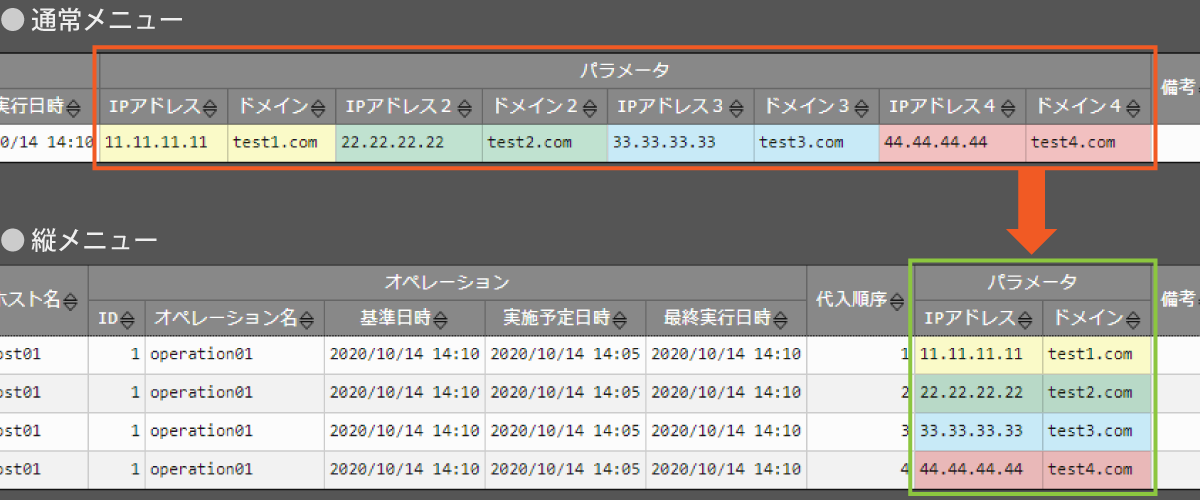 通常メニュー
パラメータ
備考
実行日時 IPアドレス ドメイン IPアドレス2 ドメイン2 IPアドレス3 ドメイン3 IPアドレス4 ドメイン4
0/14 14:10 11.11.11.11 test1.com 22.22.22.22 test2.com 33.33.33.33 test3.com 44.44.44.44 test4.com
縦メニュー
オペレーション パラメータ
ホスト名 代入順序 備考
ID オペレーション名 基準日時 実施予定日時 最終実行日時 IPアドレス ドメイン
ost01 1 operation01 2020/10/14 14:10 2020/10/14 14:05 2020/10/14 14:10 1 11.11.11.11 test1.com
ost01 1 operation01 2020/10/14 14:10 2020/10/14 14:05 2020/10/14 14:10 2 22.22.22.22 test2.com
ost01 1 operation01 2020/10/14 14:10 2020/10/14 14:05 2020/10/14 14:10 3 33.33.33.33 test3.com
ost01 1 operation01 2020/10/14 14:10 2020/10/14 14:05 2020/10/14 14:10 4 44.44.44.44 test4.com